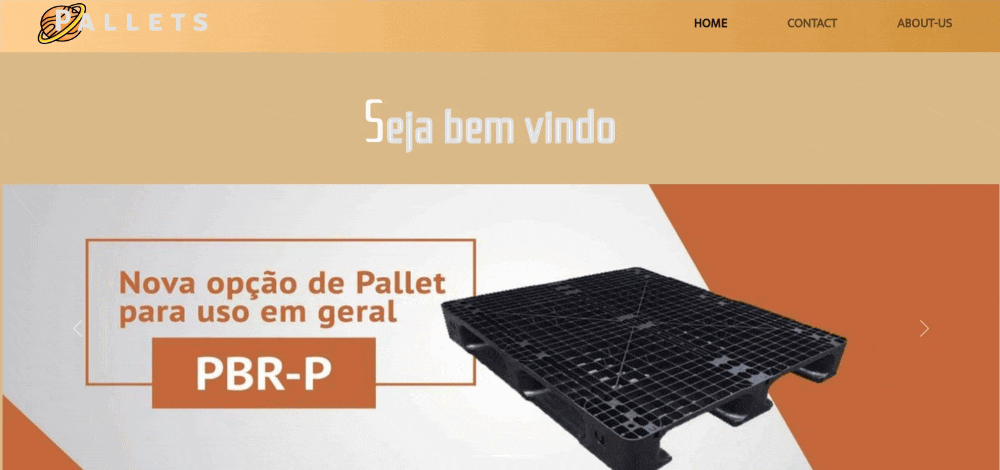 PALLETS
HOME
CONTACT
ABOUT-US
Seja bem vindo
Nova opção de Pallet
para uso em geral
PBR-P